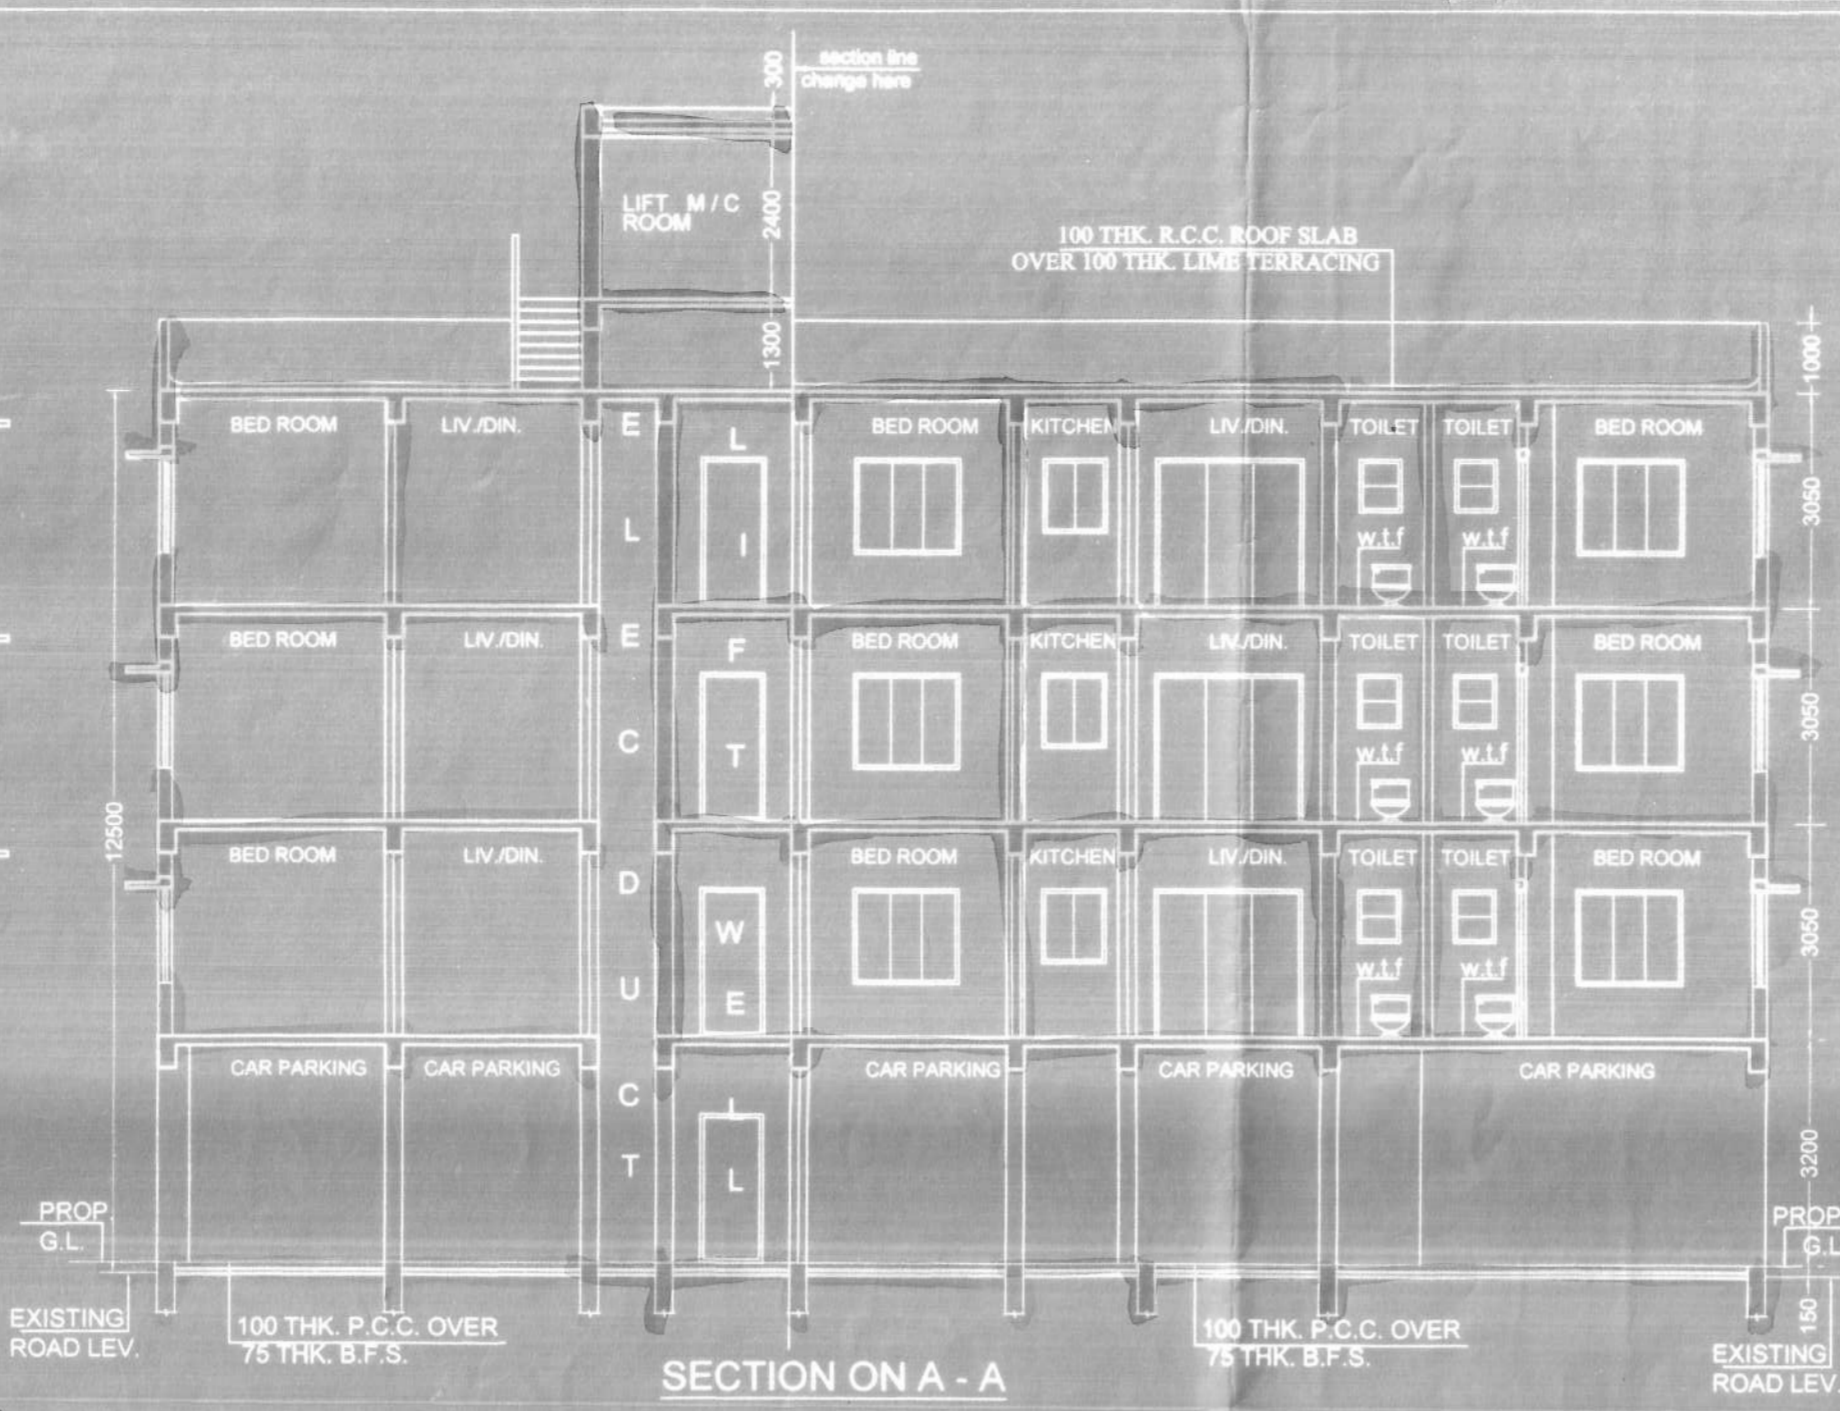 section line
change here
300
LIFT M / C
ROOM
2400
100 THK. R.C.C. ROOF SLAB
OVER 100 THK. LIME TERRACING
1300
1000
BED ROOM LIV./DIN. E L BED ROOM KITCHEN LIV./DIN. TOILET TOILET BED ROOM
3050
L I w.t.f w.t.f
BED ROOM LIV./DIN. E F BED ROOM KITCHEN LIV./DIN. TOILET TOILET BED ROOM
3050
C T w.t.f w.t.f
12500
BED ROOM LIV./DIN. D BED ROOM KITCHEN LIV./DIN. TOILET TOILET BED ROOM
W
3050
U E w.t.f w.t.f
CAR PARKING CAR PARKING C L CAR PARKING CAR PARKING CAR PARKING
T L
3200
PROP.
G.L.
PROP
G.L
EXISTING
ROAD LEV.
100 THK. P.C.C. OVER
75 THK. B.F.S.
100 THK. P.C.C. OVER
75 THK. B.F.S.
150
EXISTING
ROAD LEV.
SECTION ON A - A